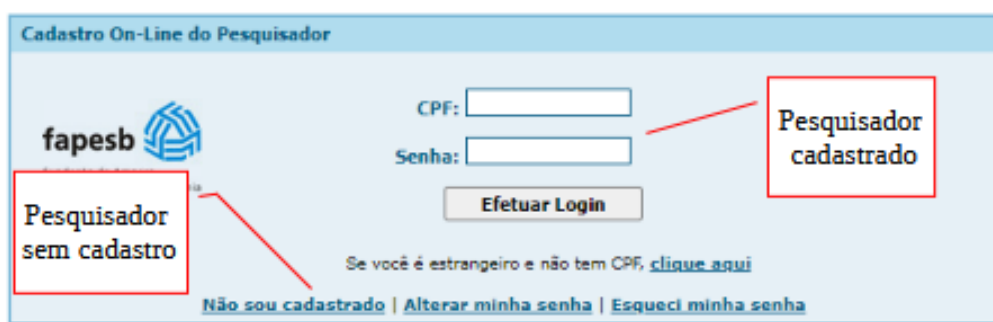 Cadastro On-Line do Pesquisador
CPF:
fapesb
Senha:
Pesquisador
cadastrado
Efetuar Login
Pesquisador
sem cadastro
Se você é estrangeiro e não tem CPF, clique aqui
Não sou cadastrado | Alterar minha senha | Esqueci minha senha